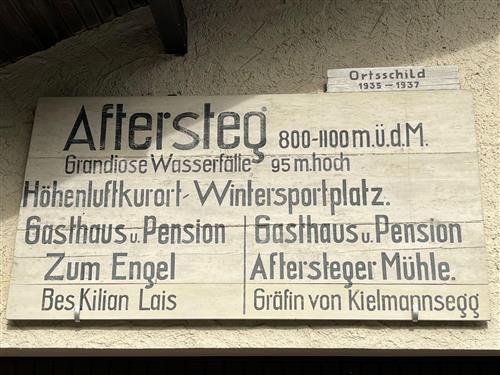 Ortsschild
1935-1937
Aftersteg 800-1100 m.ü.d.M.
Grandiose Wasserfälle 95 m.hoch
Höhenluftkurort-Wintersportplatz.
Gasthaus u. Pension
Zum Engel
Bes Kilian Lais
Gasthaus u. Pension
Aftersteger Mühle.
Gräfin von Kielmannsegg